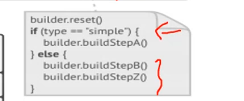 builder.reset()
if (type == "simple") {
builder.buildStepA()
} else {
builder.buildStepB()
builder.buildStepZ()
}